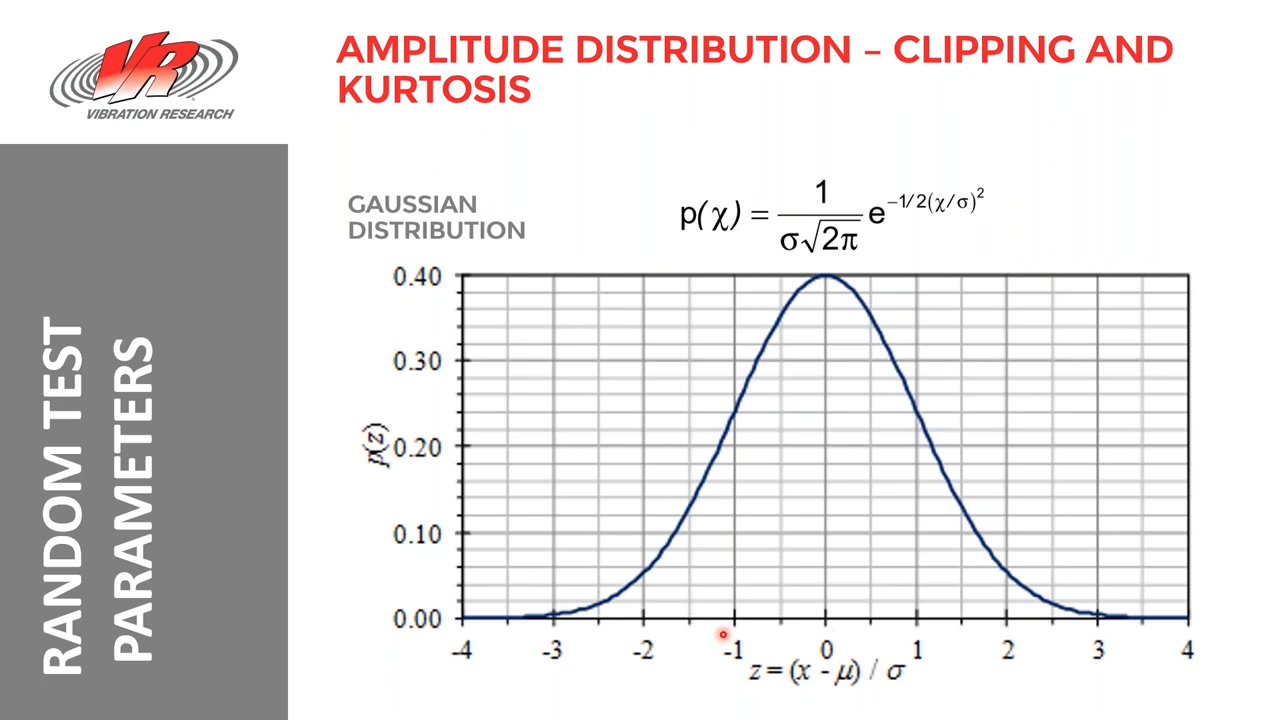 VR
VIBRATION RESEARCH
AMPLITUDE DISTRIBUTION – CLIPPING AND
KURTOSIS
RANDOM TEST
PARAMETERS
GAUSSIAN
DISTRIBUTION
p(χ) = 1 / σ√2π e^−1/2(χ/σ)^2
0.40
0.30
p(z)
0.20
0.10
0.00
-4 -3 -2 -1 0 1 2 3 4
z = (x - μ) / σ